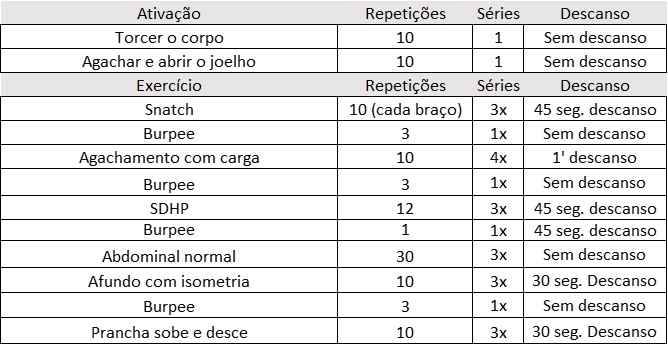 Ativação Repetições Séries Descanso
Torcer o corpo 10 1 Sem descanso
Agachar e abrir o joelho 10 1 Sem descanso
Exercício Repetições Séries Descanso
Snatch 10 (cada braço) 3x 45 seg. descanso
Burpee 3 1x Sem descanso
Agachamento com carga 10 4x 1' descanso
Burpee 3 1x Sem descanso
SDHP 12 3x 45 seg. descanso
Burpee 1 1x 45 seg. descanso
Abdominal normal 30 3x Sem descanso
Afundo com isometria 10 3x 30 seg. Descanso
Burpee 3 1x Sem descanso
Prancha sobe e desce 10 3x 30 seg. Descanso